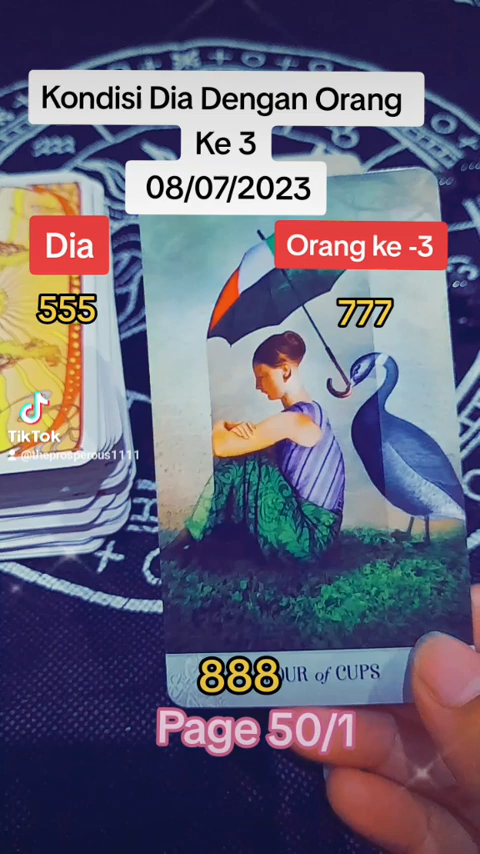 Kondisi Dia Dengan Orang
Ke 3
08/07/2023
Dia
Orang ke -3
555
777
TikTok
@theprosperous1111
888
OUR of CUPS
Page 50/1